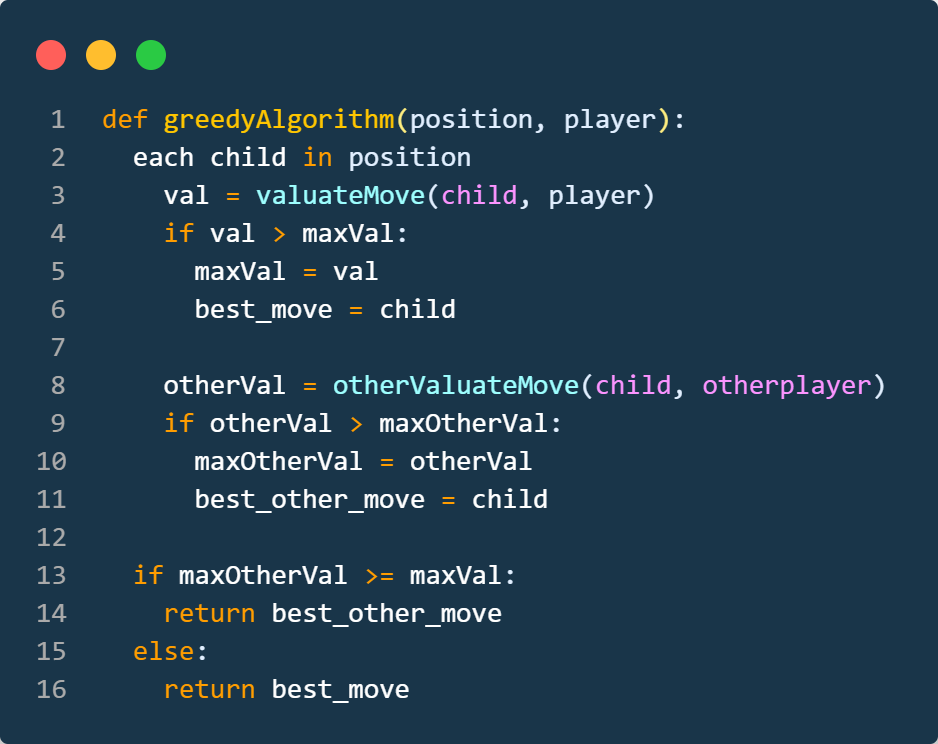 1 def greedyAlgorithm(position, player):
2 each child in position
3 val = valuateMove(child, player)
4 if val > maxVal:
5 maxVal = val
6 best_move = child
7
8 otherVal = otherValuateMove(child, otherplayer)
9 if otherVal > maxOtherVal:
10 maxOtherVal = otherVal
11 best_other_move = child
12
13 if maxOtherVal >= maxVal:
14 return best_other_move
15 else:
16 return best_move